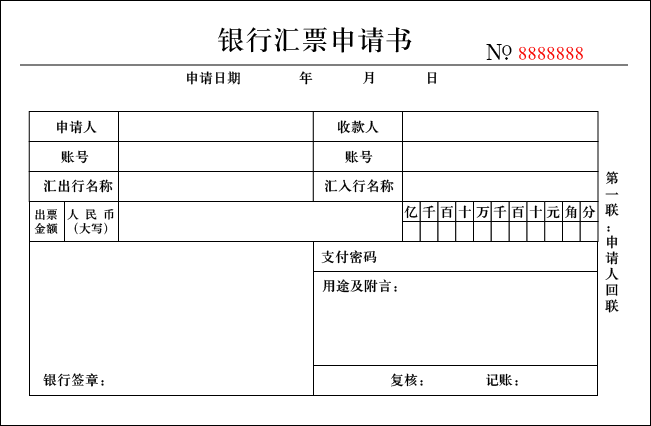 银行汇票申请书
№ 8888888
申请日期 年 月 日
申请人 收款人
账号 账号
汇出行名称 汇入行名称
出票金额 人民币（大写） 亿 千 百 十 万 千 百 十 元 角 分
支付密码
用途及附言：
银行签章： 复核： 记账：
第一联：申请人回联